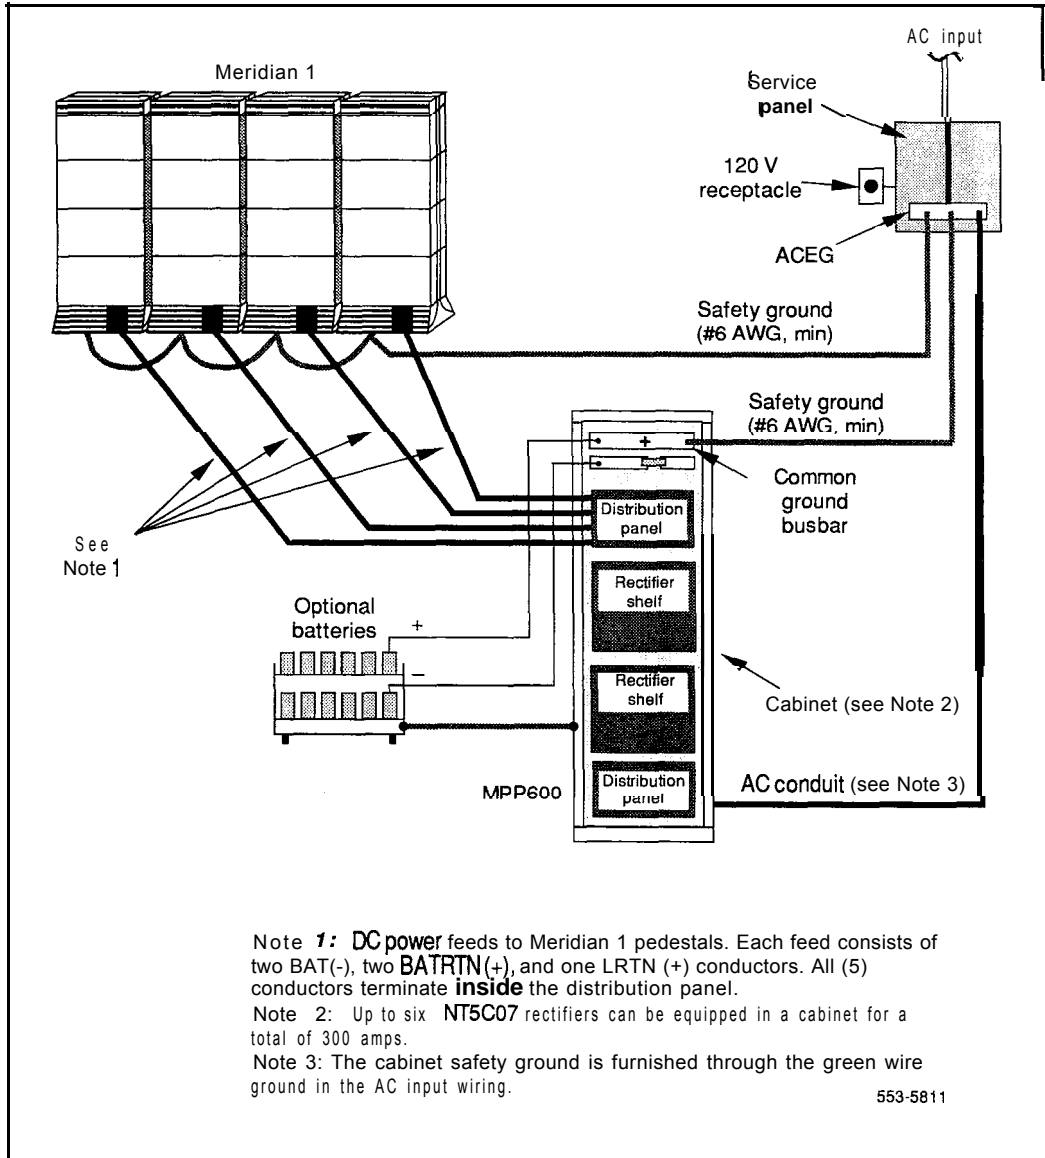 AC input
Meridian 1
Service
panel
120 V
receptacle
ACEG
Safety ground
(#6 AWG, min)
Safety ground
(#6 AWG, min)
+
Common
ground
busbar
Distribution
panel
See
Note 1
Rectifier
shelf
Optional
batteries
+
–
Rectifier
shelf
Cabinet (see Note 2)
MPP600
Distribution
panel
AC conduit (see Note 3)
Note 1: DC power feeds to Meridian 1 pedestals. Each feed consists of
two BAT(-), two BATRTN (+), and one LRTN (+) conductors. All (5)
conductors terminate inside the distribution panel.
Note 2: Up to six NT5C07 rectifiers can be equipped in a cabinet for a
total of 300 amps.
Note 3: The cabinet safety ground is furnished through the green wire
ground in the AC input wiring.
553-5811